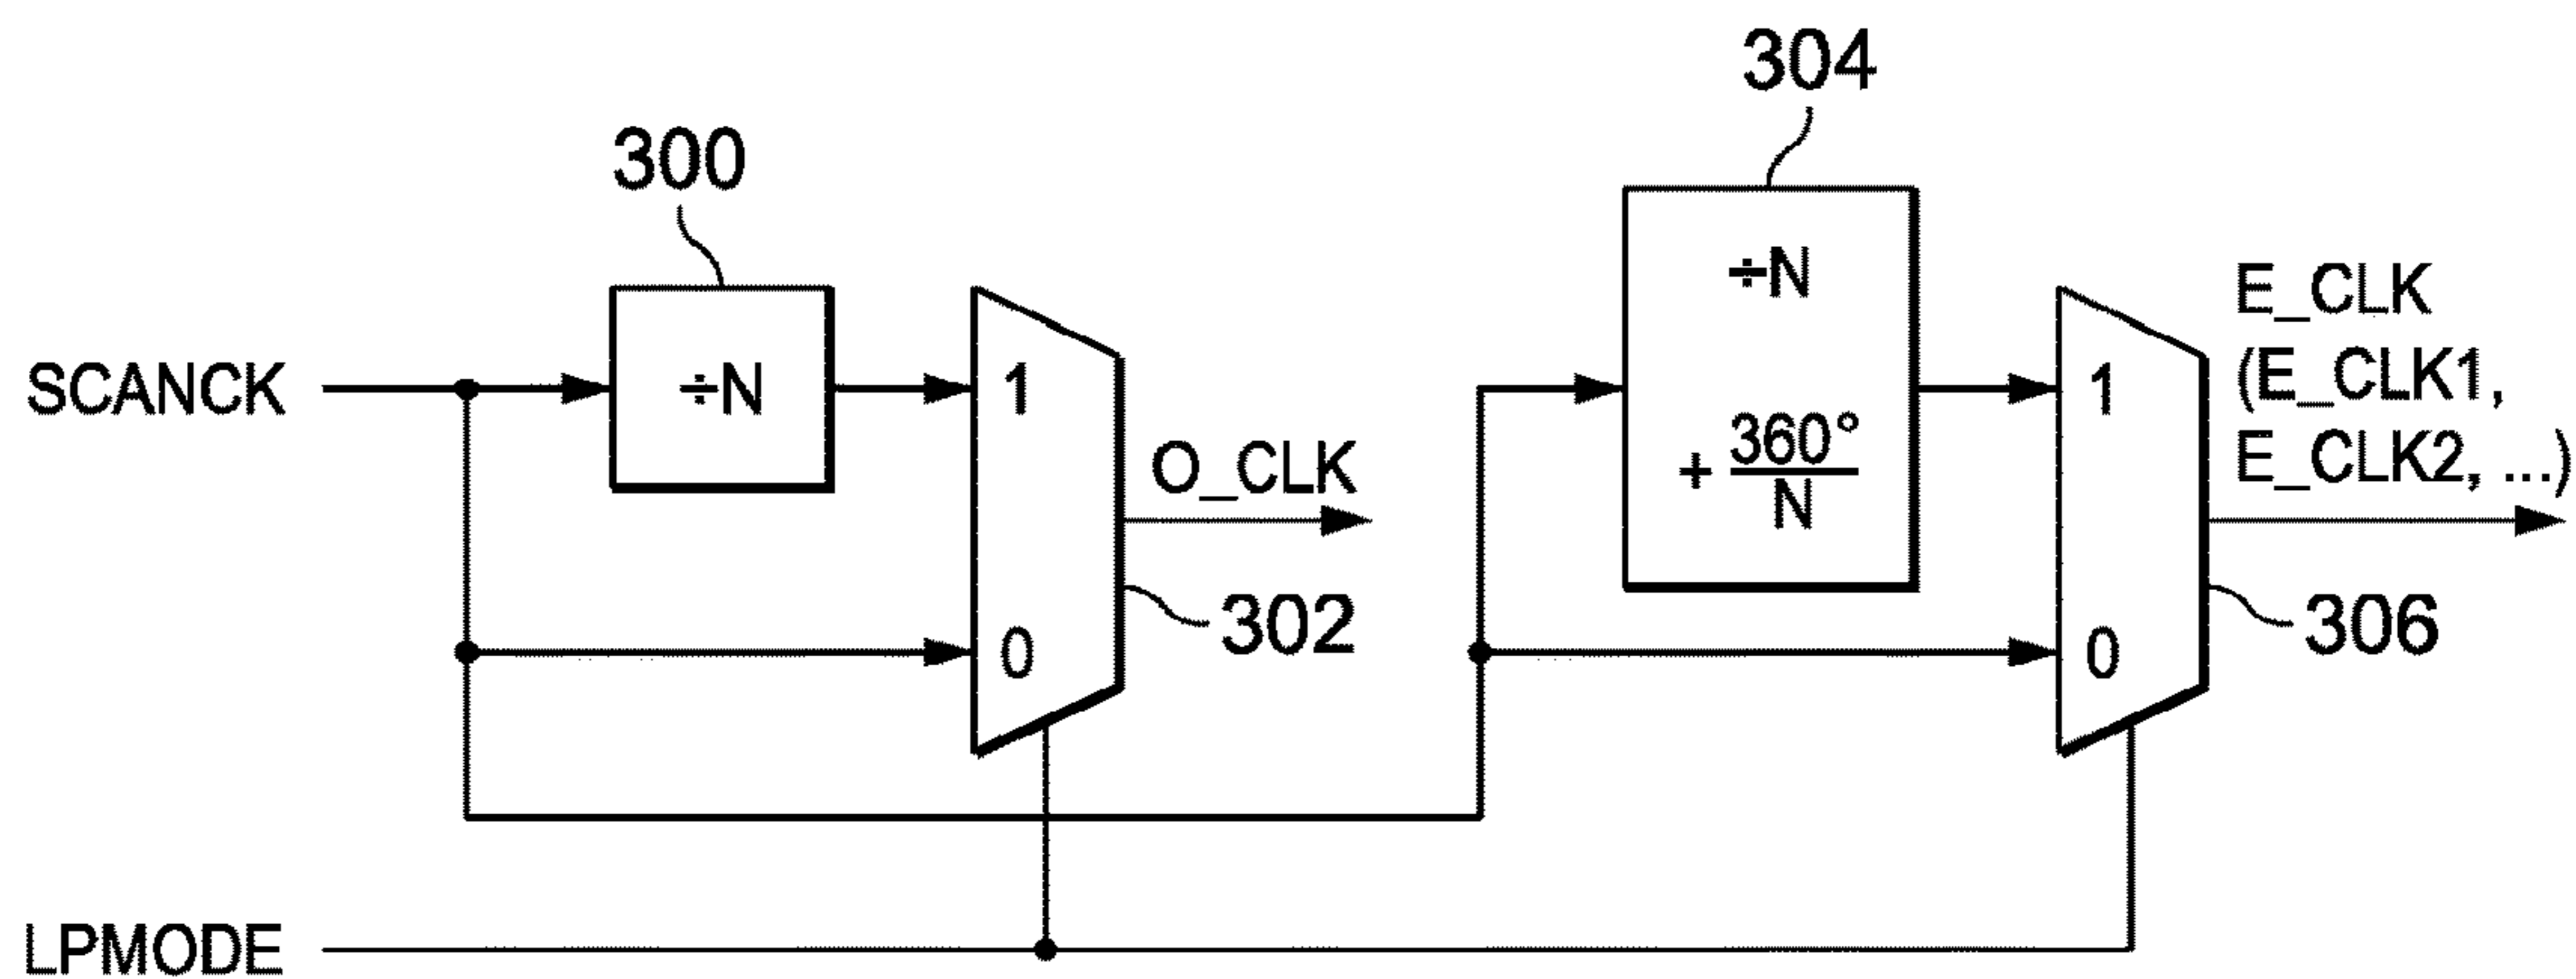 304
300
÷N
E_CLK
(E_CLK1,
E_CLK2, ...)
SCANCK
÷N
1
+ 360°
N
1
O_CLK
302
306
0
0
LPMODE